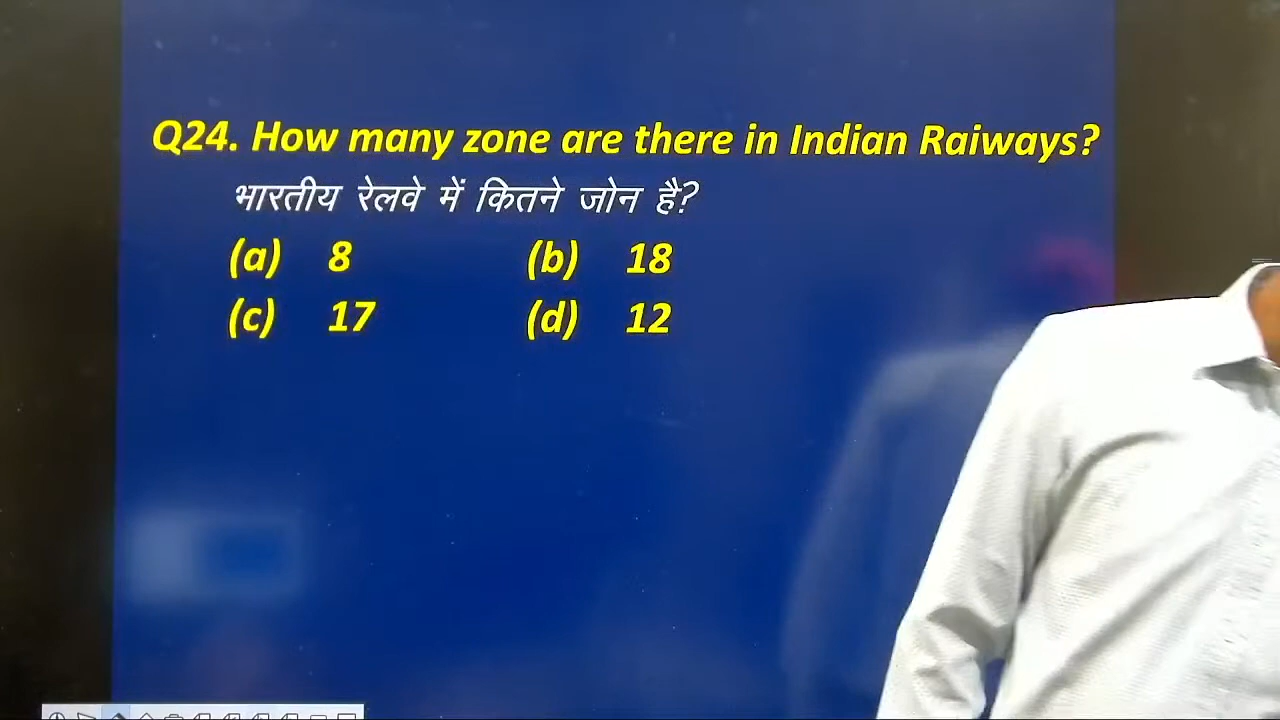 Q24. How many zone are there in Indian Raiways?
भारतीय रेलवे में कितने जोन है?
(a) 8 (b) 18
(c) 17 (d) 12